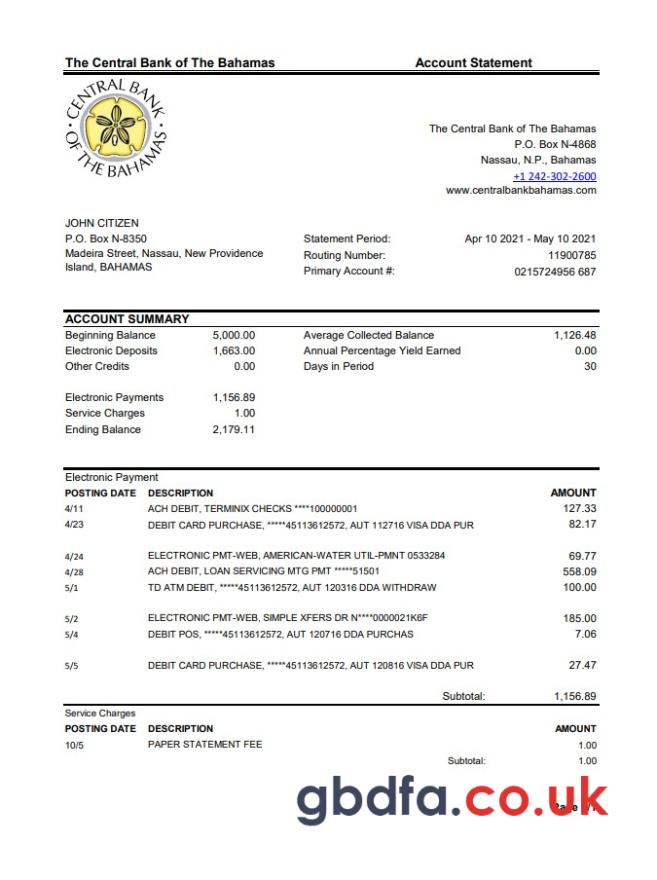 The Central Bank of The Bahamas Account Statement
CENTRAL BANK OF THE BAHAMAS
The Central Bank of The Bahamas
P.O. Box N-4868
Nassau, N.P., Bahamas
+1 242-302-2600
www.centralbankbahamas.com
JOHN CITIZEN
P.O. Box N-8350 Statement Period: Apr 10 2021 - May 10 2021
Madeira Street, Nassau, New Providence Routing Number: 11900785
Island, BAHAMAS Primary Account #: 0215724956 687
ACCOUNT SUMMARY
Beginning Balance 5,000.00 Average Collected Balance 1,126.48
Electronic Deposits 1,663.00 Annual Percentage Yield Earned 0.00
Other Credits 0.00 Days in Period 30
Electronic Payments 1,156.89
Service Charges 1.00
Ending Balance 2,179.11
Electronic Payment
POSTING DATE DESCRIPTION AMOUNT
4/11 ACH DEBIT, TERMINIX CHECKS ****100000001 127.33
4/23 DEBIT CARD PURCHASE, *****45113612572, AUT 112716 VISA DDA PUR 82.17
4/24 ELECTRONIC PMT-WEB, AMERICAN-WATER UTIL-PMNT 0533284 69.77
4/28 ACH DEBIT, LOAN SERVICING MTG PMT *****51501 558.09
5/1 TD ATM DEBIT, *****45113612572, AUT 120316 DDA WITHDRAW 100.00
5/2 ELECTRONIC PMT-WEB, SIMPLE XFERS DR N****0000021K6F 185.00
5/4 DEBIT POS, *****45113612572, AUT 120716 DDA PURCHAS 7.06
5/5 DEBIT CARD PURCHASE, *****45113612572, AUT 120816 VISA DDA PUR 27.47
Subtotal: 1,156.89
Service Charges
POSTING DATE DESCRIPTION AMOUNT
10/5 PAPER STATEMENT FEE 1.00
Subtotal: 1.00
gbdfa.co.uk